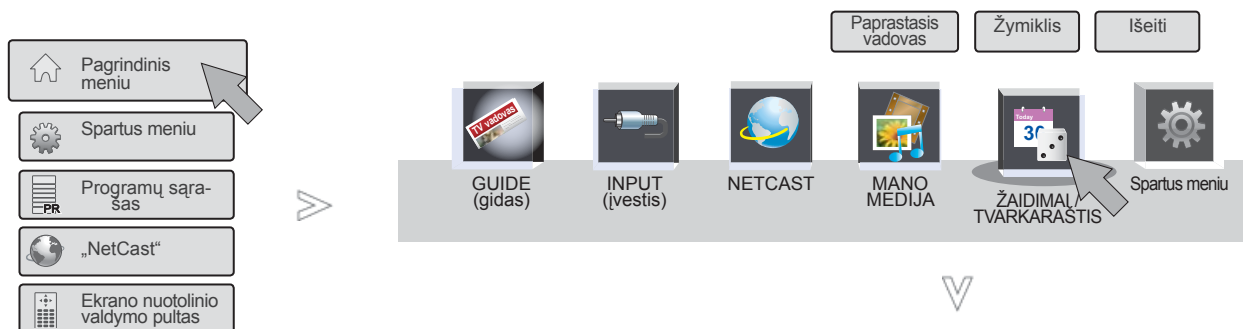 Pagrindinis
meniu
Spartus meniu
Programų sąra-
šas
PR
„NetCast“
Ekrano nuotolinio
valdymo pultas
Paprastasis
vadovas
Žymiklis
Išeiti
TV vadovas
GUIDE
(gidas)
INPUT
(įvestis)
NETCAST
MANO
MEDIJA
Today
30
ŽAIDIMAI /
TVARKARAŠTIS
Spartus meniu